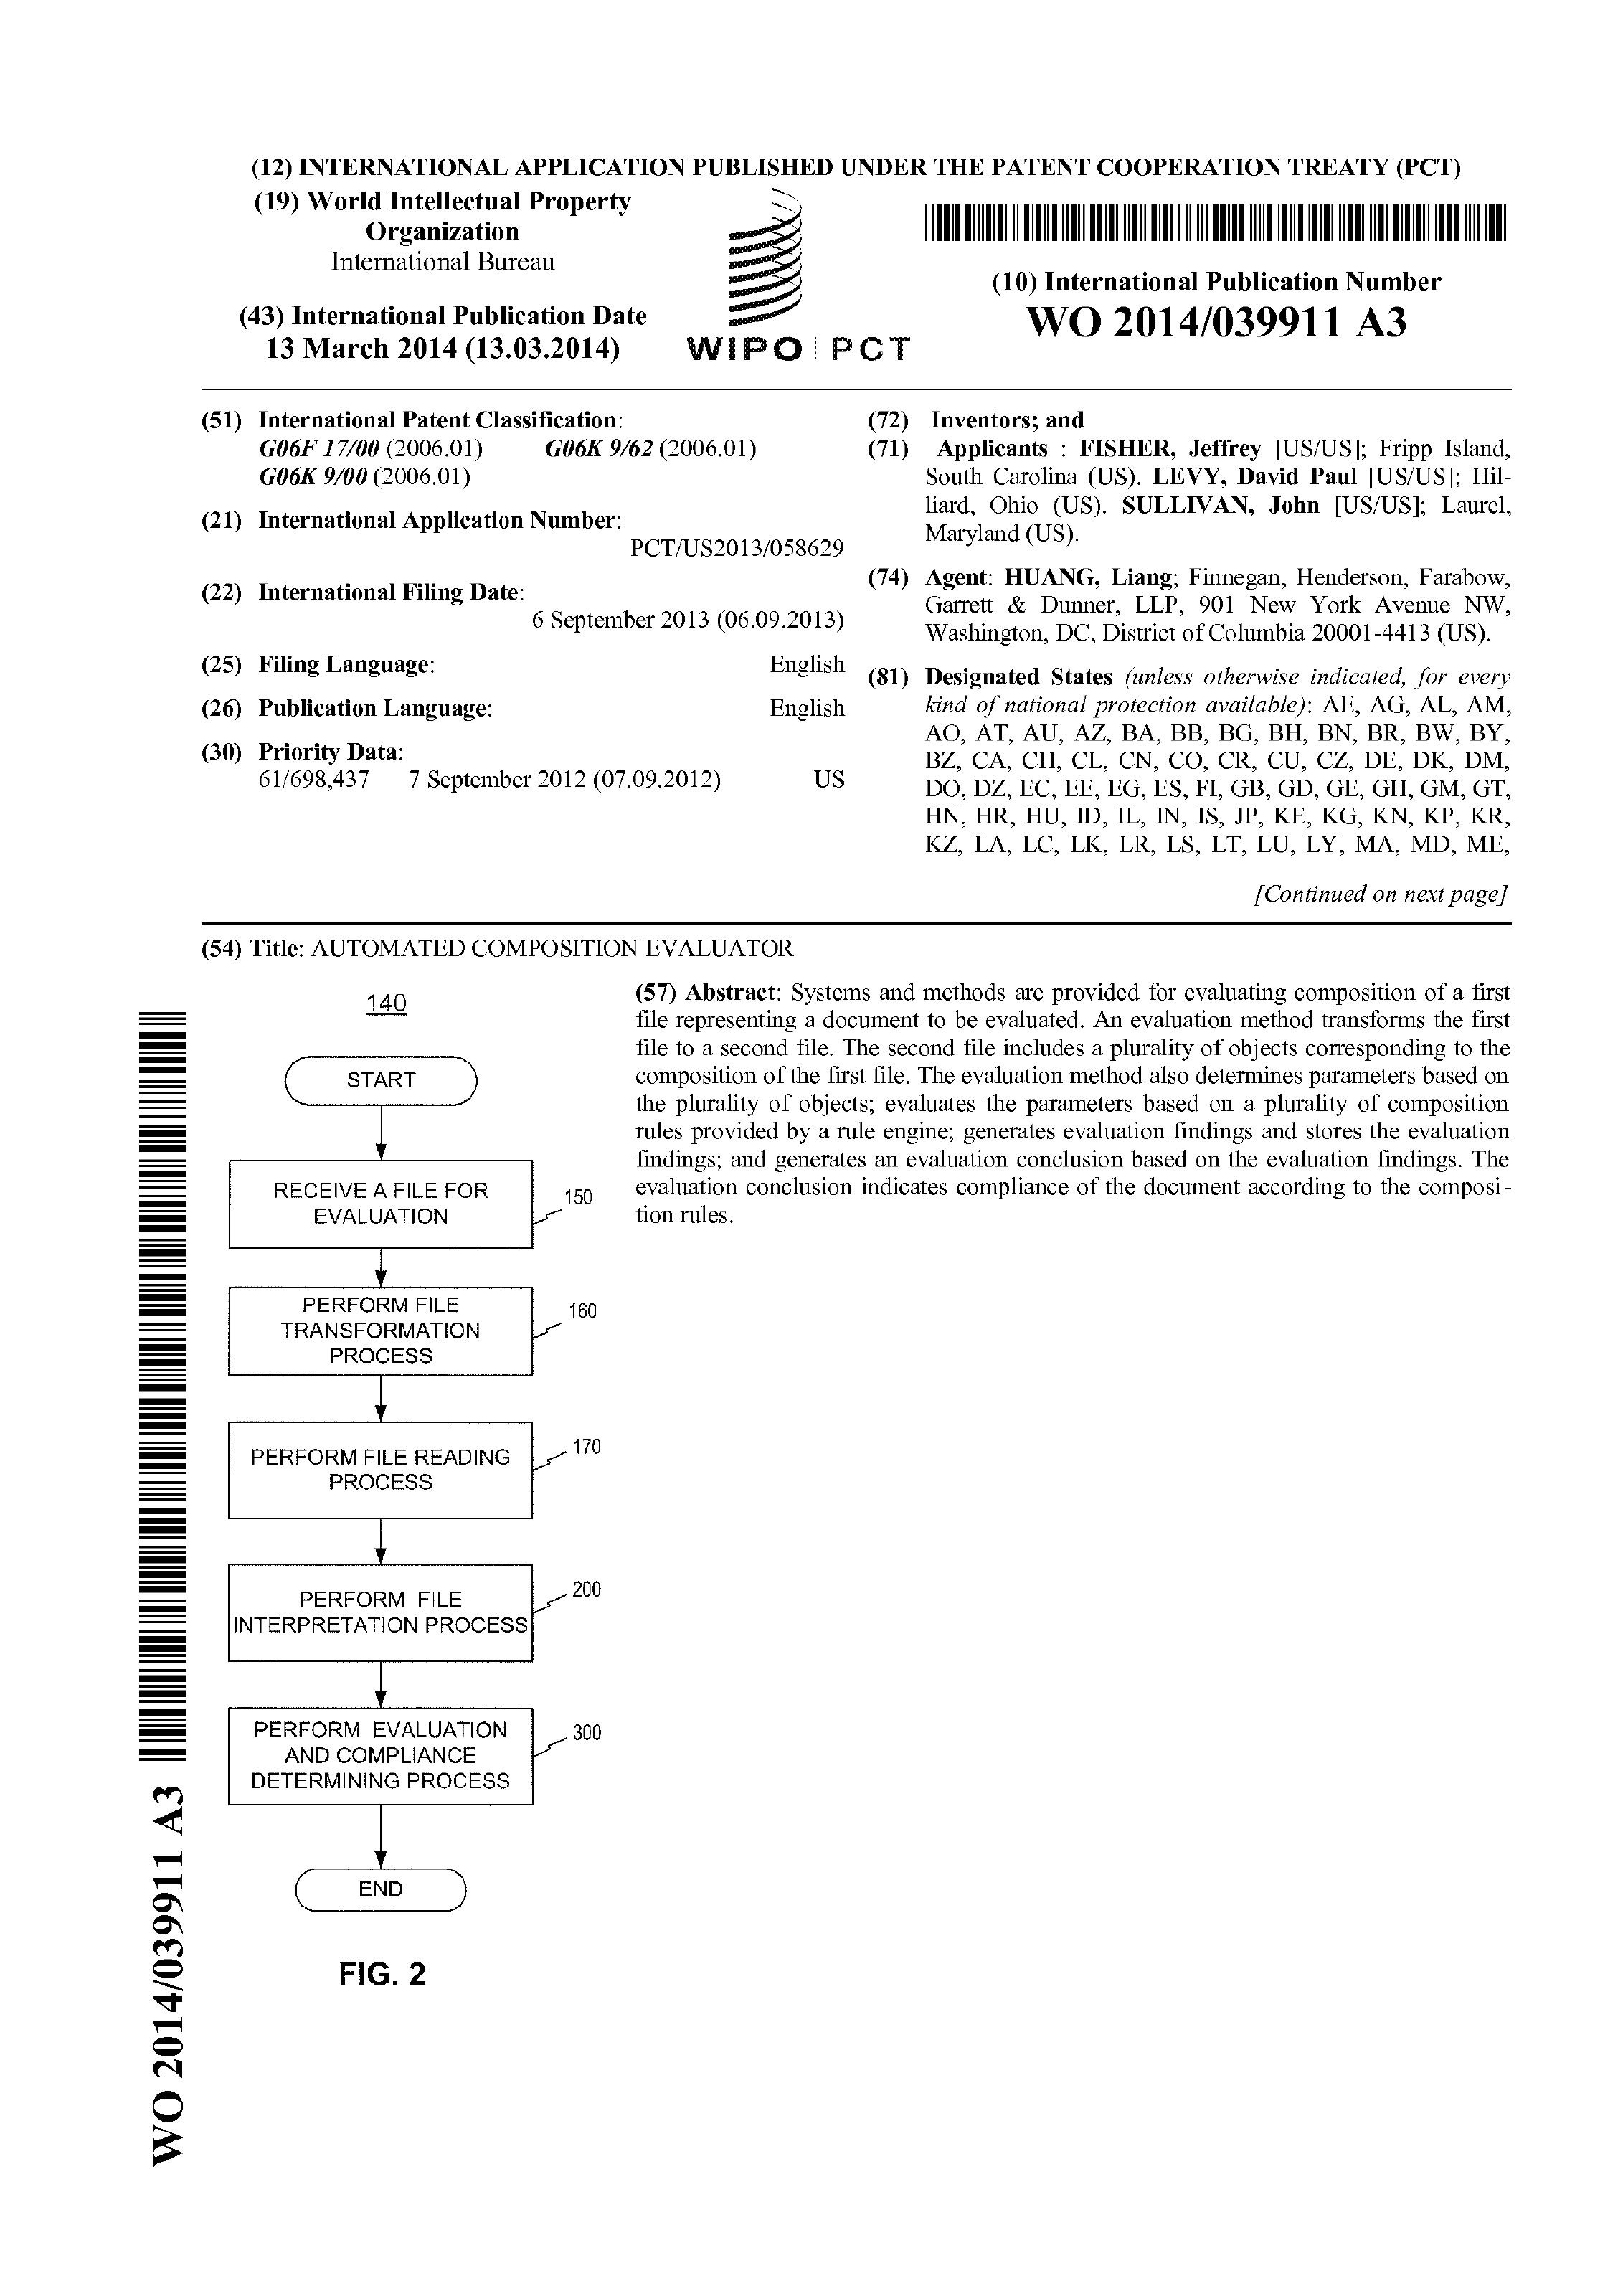 (12) INTERNATIONAL APPLICATION PUBLISHED UNDER THE PATENT COOPERATION TREATY (PCT)
(19) World Intellectual Property
Organization
International Bureau
(43) International Publication Date
13 March 2014 (13.03.2014)
WIPO | PCT
(10) International Publication Number
WO 2014/039911 A3
(51) International Patent Classification:
G06F 17/00 (2006.01) G06K 9/62 (2006.01)
G06K 9/00 (2006.01)
(21) International Application Number:
PCT/US2013/058629
(22) International Filing Date:
6 September 2013 (06.09.2013)
(25) Filing Language: English
(26) Publication Language: English
(30) Priority Data:
61/698,437 7 September 2012 (07.09.2012) US
(72) Inventors; and
(71) Applicants : FISHER, Jeffrey [US/US]; Fripp Island,
South Carolina (US). LEVY, David Paul [US/US]; Hil-
liard, Ohio (US). SULLIVAN, John [US/US]; Laurel,
Maryland (US).
(74) Agent: HUANG, Liang; Finnegan, Henderson, Farabow,
Garrett & Dunner, LLP, 901 New York Avenue NW,
Washington, DC, District of Columbia 20001-4413 (US).
(81) Designated States (unless otherwise indicated, for every
kind of national protection available): AE, AG, AL, AM,
AO, AT, AU, AZ, BA, BB, BG, BH, BN, BR, BW, BY,
BZ, CA, CH, CL, CN, CO, CR, CU, CZ, DE, DK, DM,
DO, DZ, EC, EE, EG, ES, FI, GB, GD, GE, GH, GM, GT,
HN, HR, HU, ID, IL, IN, IS, JP, KE, KG, KN, KP, KR,
KZ, LA, LC, LK, LR, LS, LT, LU, LY, MA, MD, ME,
[Continued on next page]
(54) Title: AUTOMATED COMPOSITION EVALUATOR
140
START
RECEIVE A FILE FOR
EVALUATION
150
PERFORM FILE
TRANSFORMATION
PROCESS
160
PERFORM FILE READING
PROCESS
170
PERFORM FILE
INTERPRETATION PROCESS
200
PERFORM EVALUATION
AND COMPLIANCE
DETERMINING PROCESS
300
END
FIG. 2
(57) Abstract: Systems and methods are provided for evaluating composition of a first
file representing a document to be evaluated. An evaluation method transforms the first
file to a second file. The second file includes a plurality of objects corresponding to the
composition of the first file. The evaluation method also determines parameters based on
the plurality of objects; evaluates the parameters based on a plurality of composition
rules provided by a rule engine; generates evaluation findings and stores the evaluation
findings; and generates an evaluation conclusion based on the evaluation findings. The
evaluation conclusion indicates compliance of the document according to the composi-
tion rules.
WO 2014/039911 A3